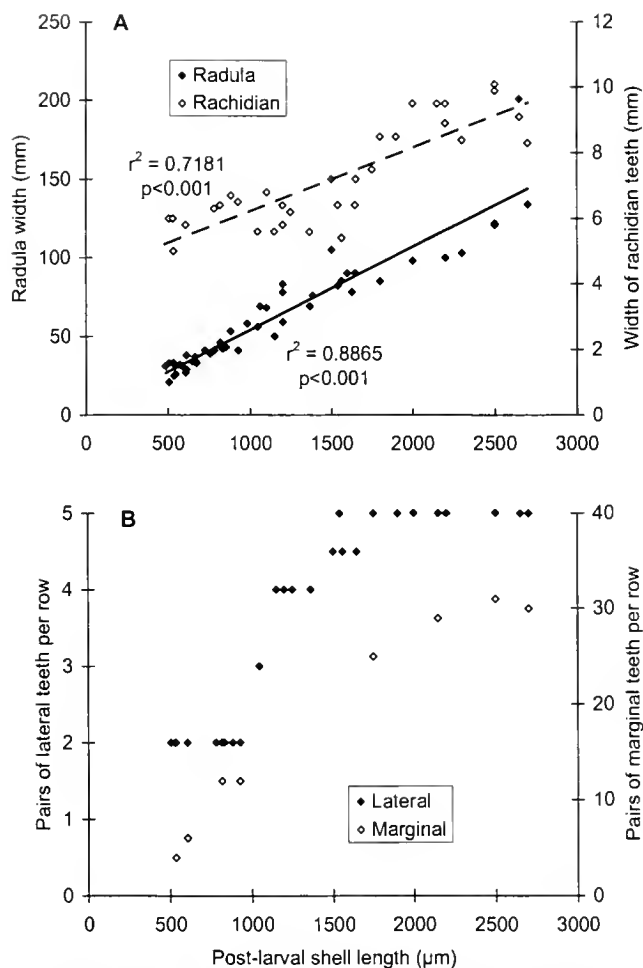 A
Radula
Rachidian
r² = 0.7181
p<0.001
r² = 0.8865
p<0.001
Radula width (mm)
250
200
150
100
50
0
Width of rachidian teeth (mm)
12
10
8
6
4
2
0
0 500 1000 1500 2000 2500 3000
B
Lateral
Marginal
Pairs of lateral teeth per row
5
4
3
2
1
0
Pairs of marginal teeth per row
40
30
20
10
0
0 500 1000 1500 2000 2500 3000
Post-larval shell length (μm)